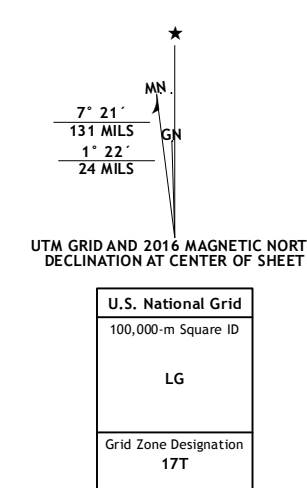 ★
MN
7° 21´
131 MILS
GN
1° 22´
24 MILS
UTM GRID AND 2016 MAGNETIC NORT
DECLINATION AT CENTER OF SHEET
U.S. National Grid
100,000-m Square ID
LG
Grid Zone Designation
17T